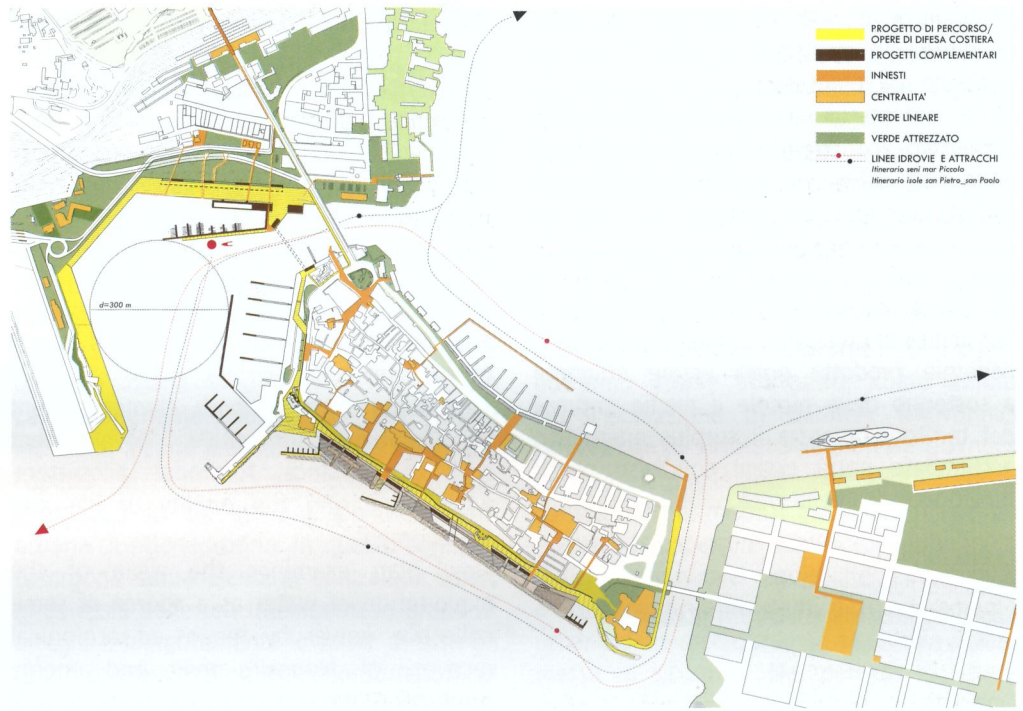 PROGETTO DI PERCORSO/
OPERE DI DIFESA COSTIERA
PROGETTI COMPLEMENTARI
INNESTI
CENTRALITA'
VERDE LINEARE
VERDE ATTREZZATO
LINEE IDROVIE E ATTRACCHI
Itinerario seni mar Piccolo
Itinerario isole san Pietro_san Paolo
d=300 m